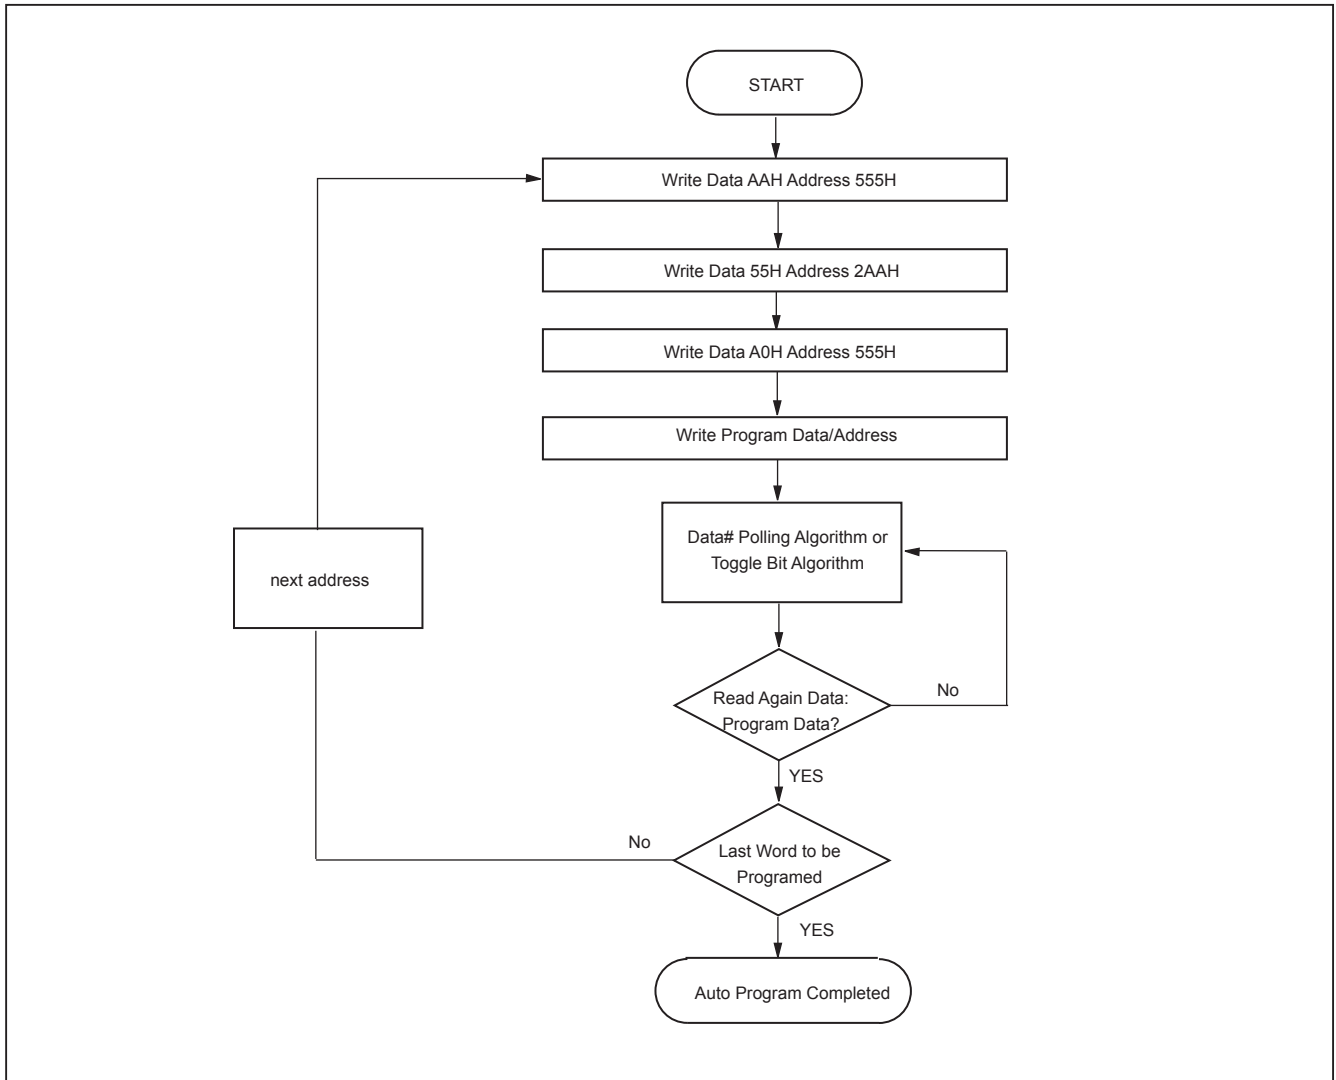 START
Write Data AAH Address 555H
Write Data 55H Address 2AAH
Write Data A0H Address 555H
Write Program Data/Address
Data# Polling Algorithm or
Toggle Bit Algorithm
next address
Read Again Data:
Program Data?
No
YES
No
Last Word to be
Programed
YES
Auto Program Completed